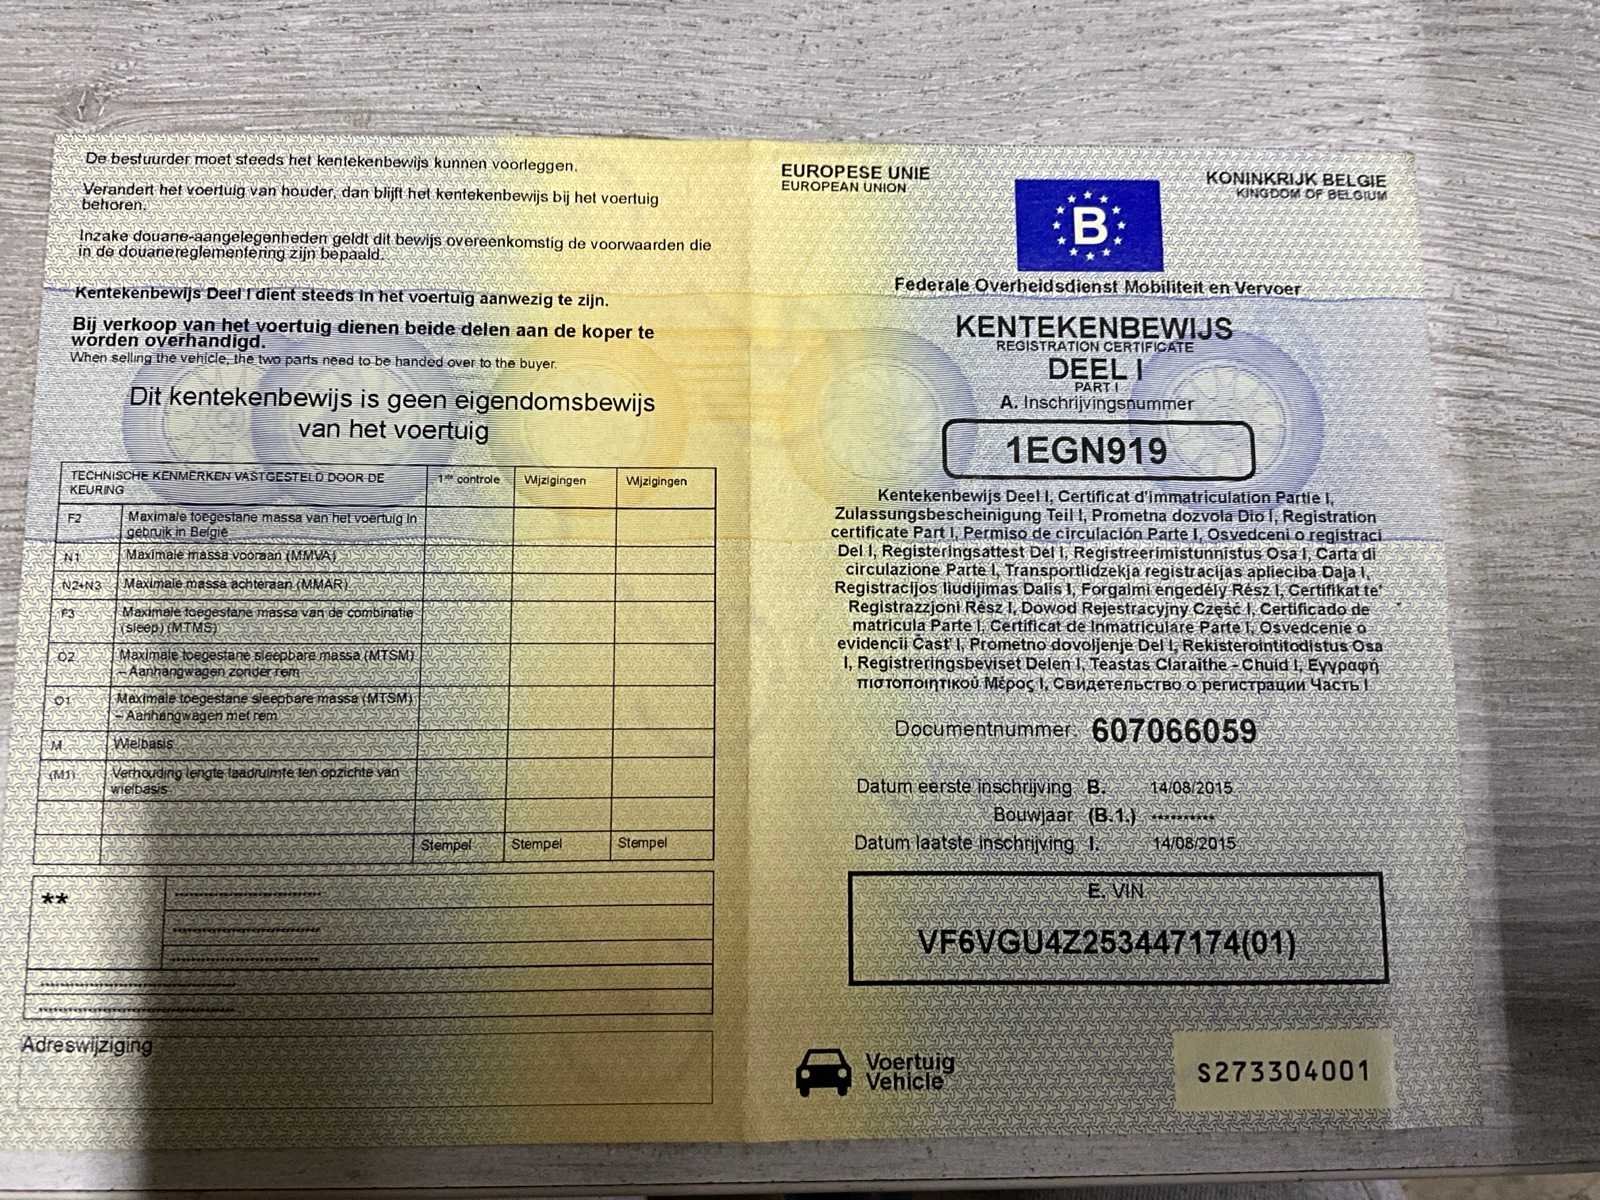 De bestuurder moet steeds het kentekenbewijs kunnen voorleggen.
Verandert het voertuig van houder, dan blijft het kentekenbewijs bij het voertuig
behoren.
Inzake douane-aangelegenheden geldt dit bewijs overeenkomstig de voorwaarden die
in de douanereglementering zijn bepaald.
Kentekenbewijs Deel I dient steeds in het voertuig aanwezig te zijn.
Bij verkoop van het voertuig dienen beide delen aan de koper te
worden overhandigd.
When selling the vehicle, the two parts need to be handed over to the buyer.
Dit kentekenbewijs is geen eigendomsbewijs
van het voertuig
TECHNISCHE KENMERKEN VASTGESTELD DOOR DE
KEURING
1ste controle
Wijzigingen
Wijzigingen
F2 Maximale toegestane massa van het voertuig in
gebruik in België
N1 Maximale massa vooraan (MMVA)
N2+N3 Maximale massa achteraan (MMAR)
F3 Maximale toegestane massa van de combinatie
(sleep) (MTMS)
O2 Maximale toegestane sleepbare massa (MTSM)
– Aanhangwagen zonder rem
O1 Maximale toegestane sleepbare massa (MTSM)
– Aanhangwagen met rem
M Wielbasis
(M1) Verhouding lengte laadruimte ten opzichte van
wielbasis
Stempel
Stempel
Stempel
**
Adreswijziging
EUROPESE UNIE
EUROPEAN UNION
B
KONINKRIJK BELGIE
KINGDOM OF BELGIUM
Federale Overheidsdienst Mobiliteit en Vervoer
KENTEKENBEWIJS
REGISTRATION CERTIFICATE
DEEL I
PART I
A. Inschrijvingsnummer
1EGN919
Kentekenbewijs Deel I, Certificat d'immatriculation Partie I,
Zulassungsbescheinigung Teil I, Prometna dozvola Dio I, Registration
certificate Part I, Permiso de circulación Parte I, Osvedceni o registraci
Del I, Registeringsattest Del I, Registreerimistunnistus Osa I, Carta di
circolazione Parte I, Transportlidzekja registracijas aplieciba Daļa I,
Registracijos liudijimas Dalis I, Forgalmi engedély Rész I, Certifikat te'
Registrazzjoni Rész I, Dowod Rejestracyjny Część I, Certificado de
matricula Parte I, Certificat de Inmatriculare Parte I, Osvedcenie o
evidencii Časť I, Prometno dovoljenje Del I, Rekisterointitodistus Osa
I, Registreringsbeviset Delen I, Teastas Claraithe - Chuid I, Εγγραφή
πιστοποιητικού Μέρος I, Свидетельство о регистрации Часть I
Documentnummer: 607066059
Datum eerste inschrijving B. 14/08/2015
Bouwjaar (B.1.) **********
Datum laatste inschrijving I. 14/08/2015
E. VIN
VF6VGU4Z253447174(01)
Voertuig
Vehicle
S273304001